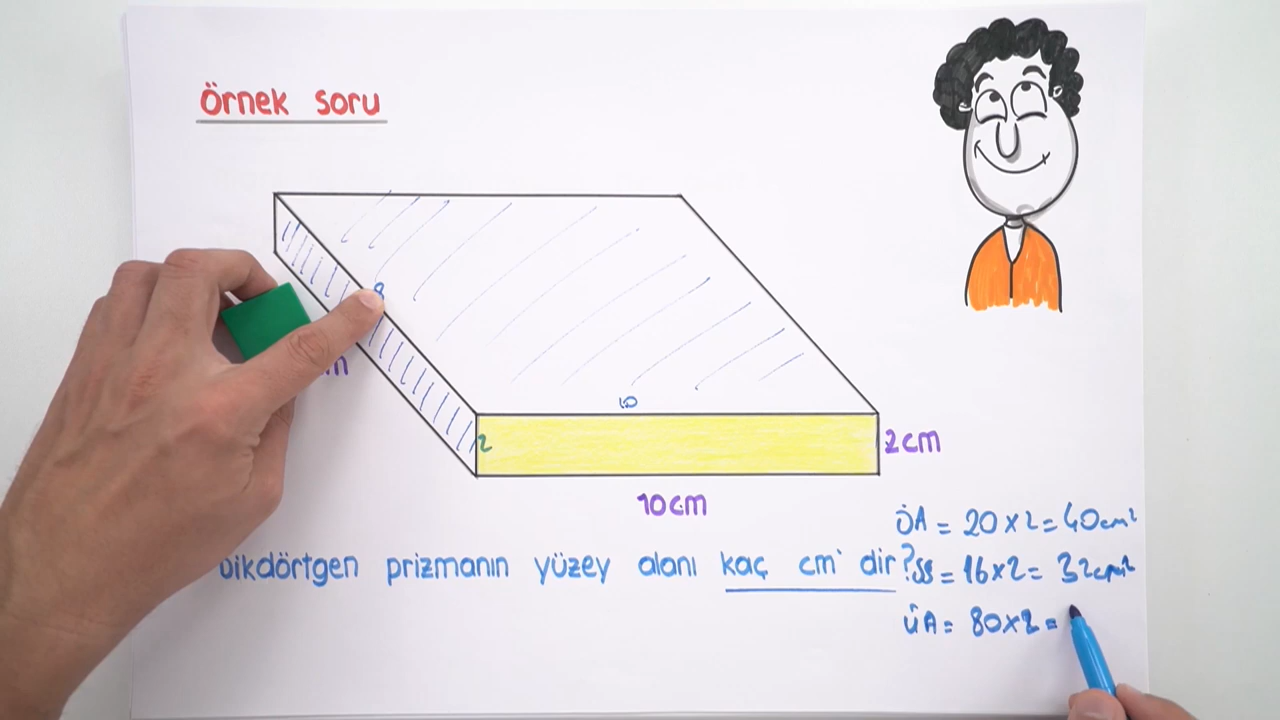 Örnek soru
8
10
2
2cm
10cm
dikdörtgen prizmanın yüzey alanı kaç cm² dir?
ÖA = 20x2 = 40cm²
SS = 16x2 = 32cm²
ÜA = 80x2 =